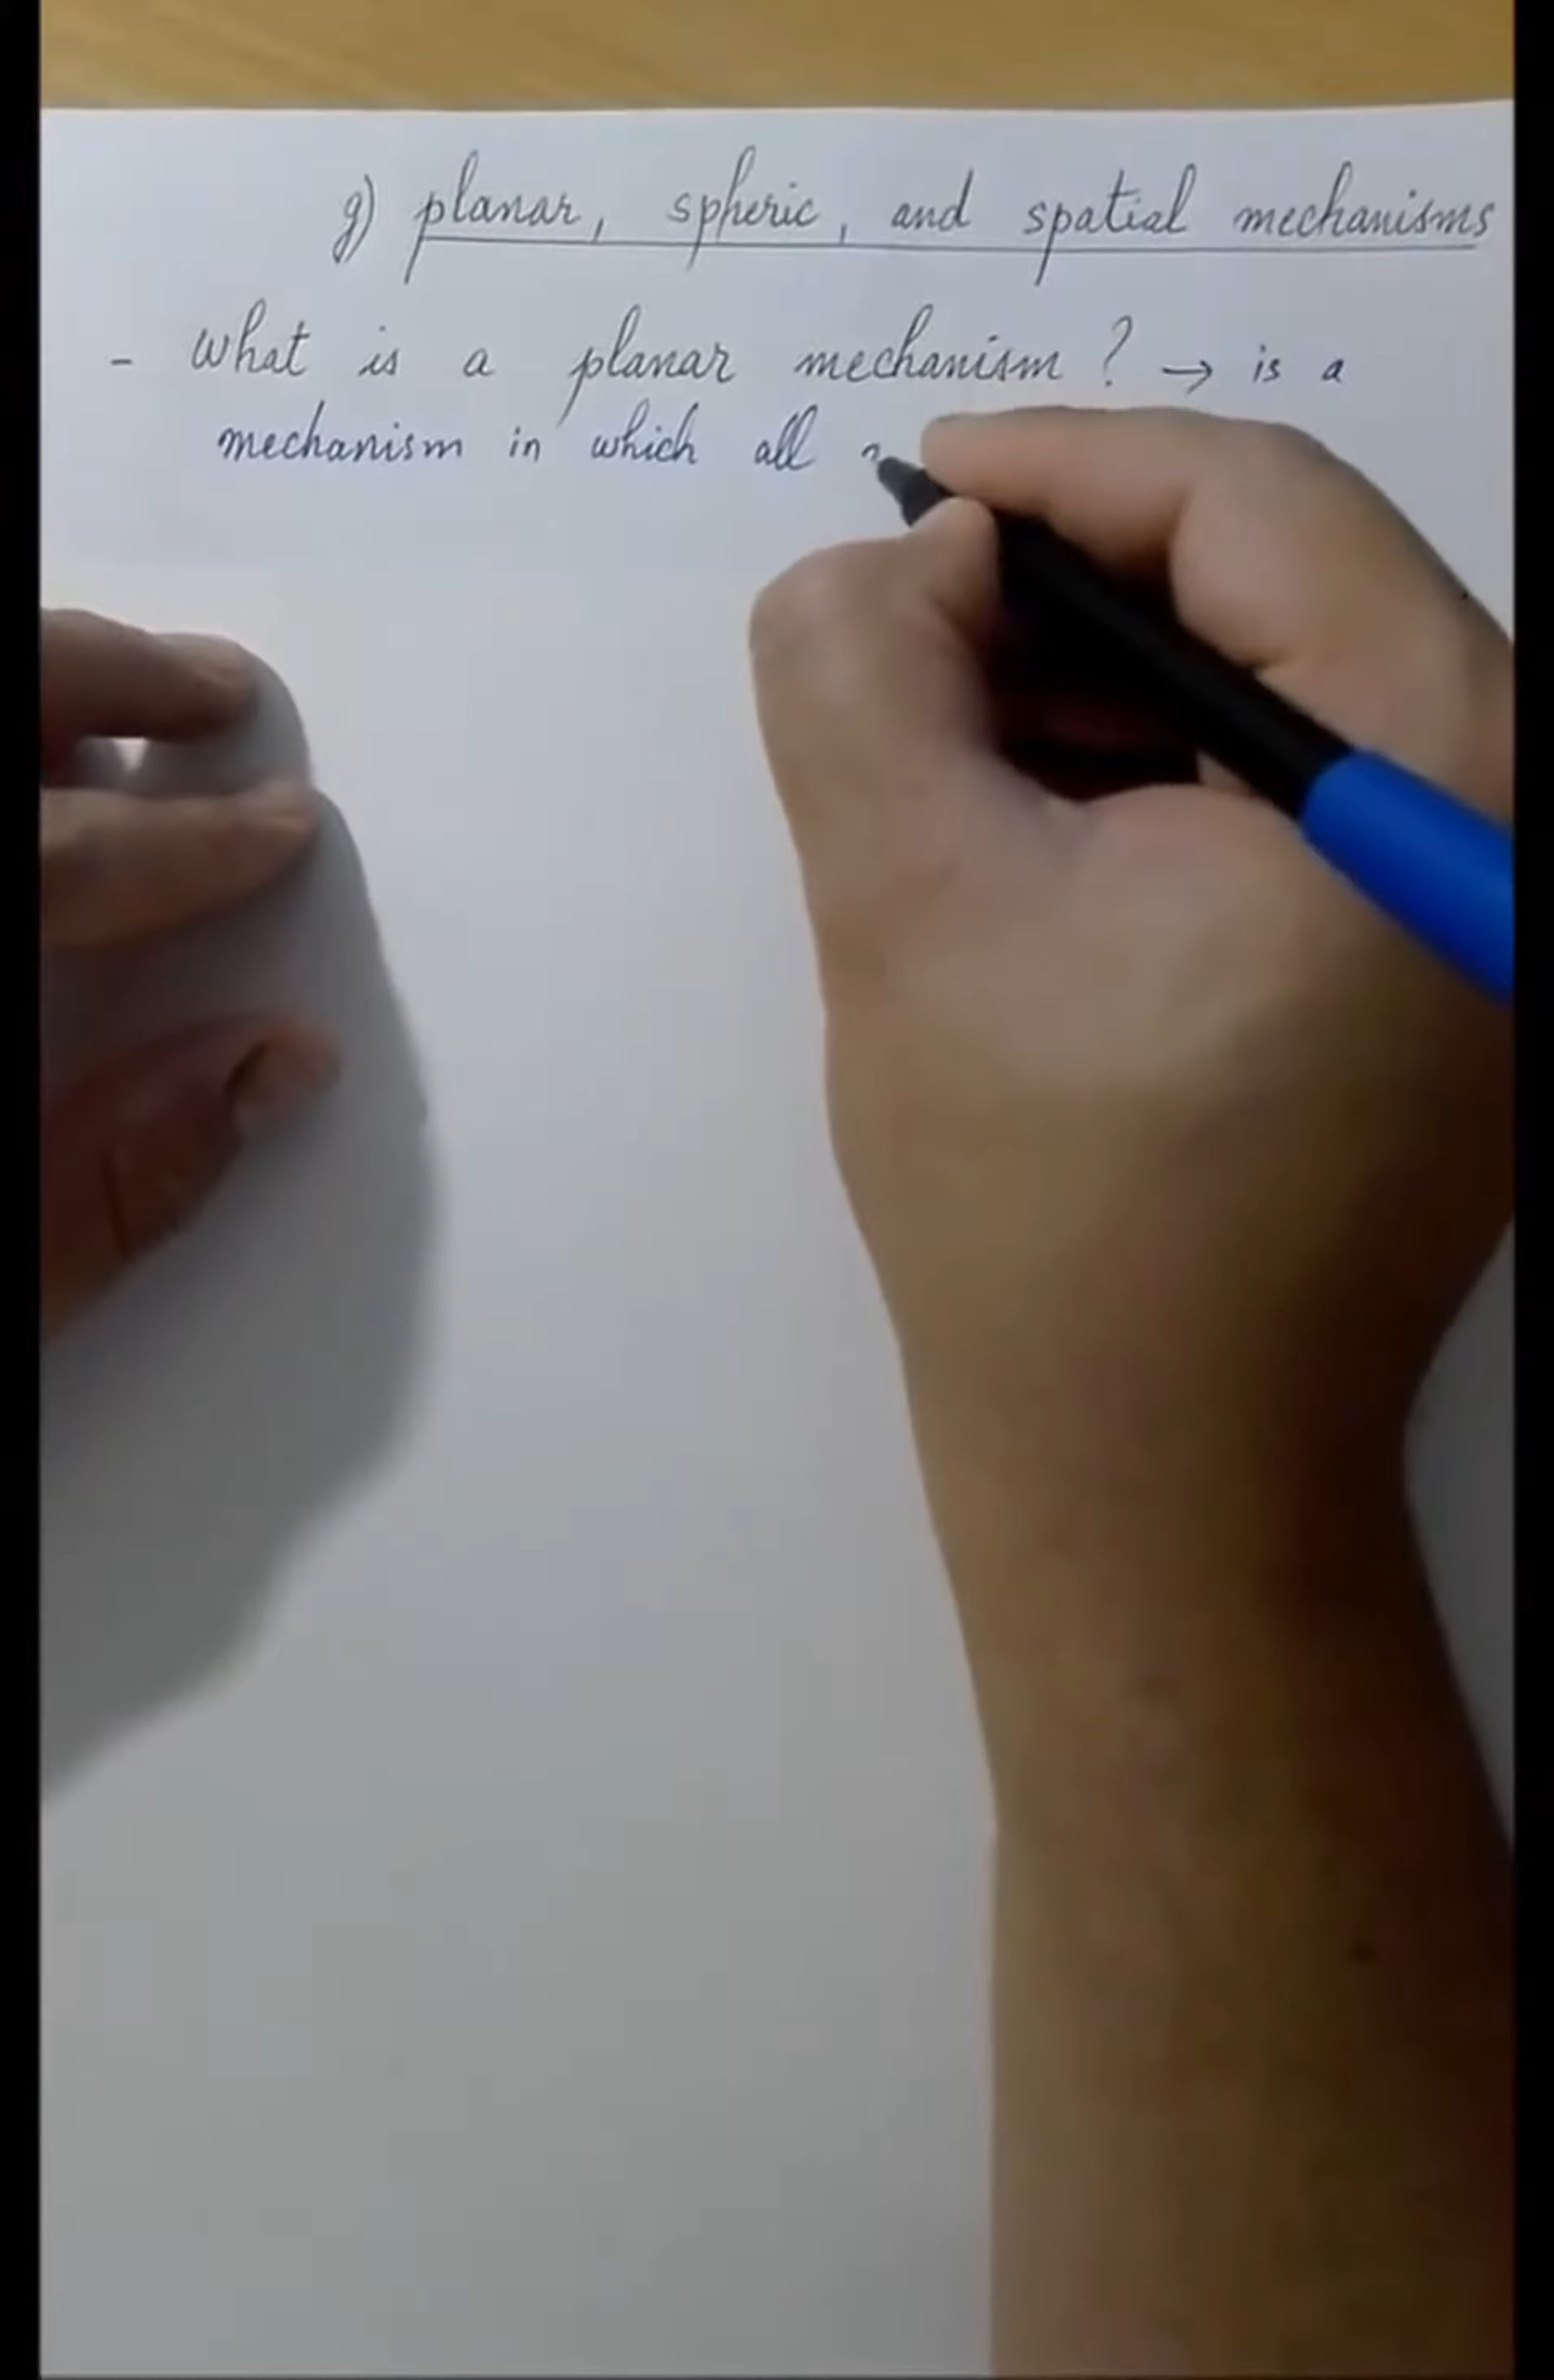 g) planar, spheric, and spatial mechanisms
- what is a planar mechanism? → is a
mechanism in which all